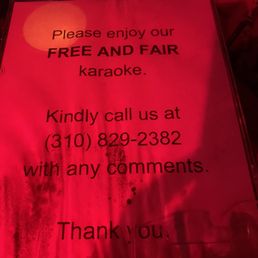 Please enjoy our
FREE AND FAIR
karaoke.
Kindly call us at
(310) 829-2382
with any comments.
Thank you.